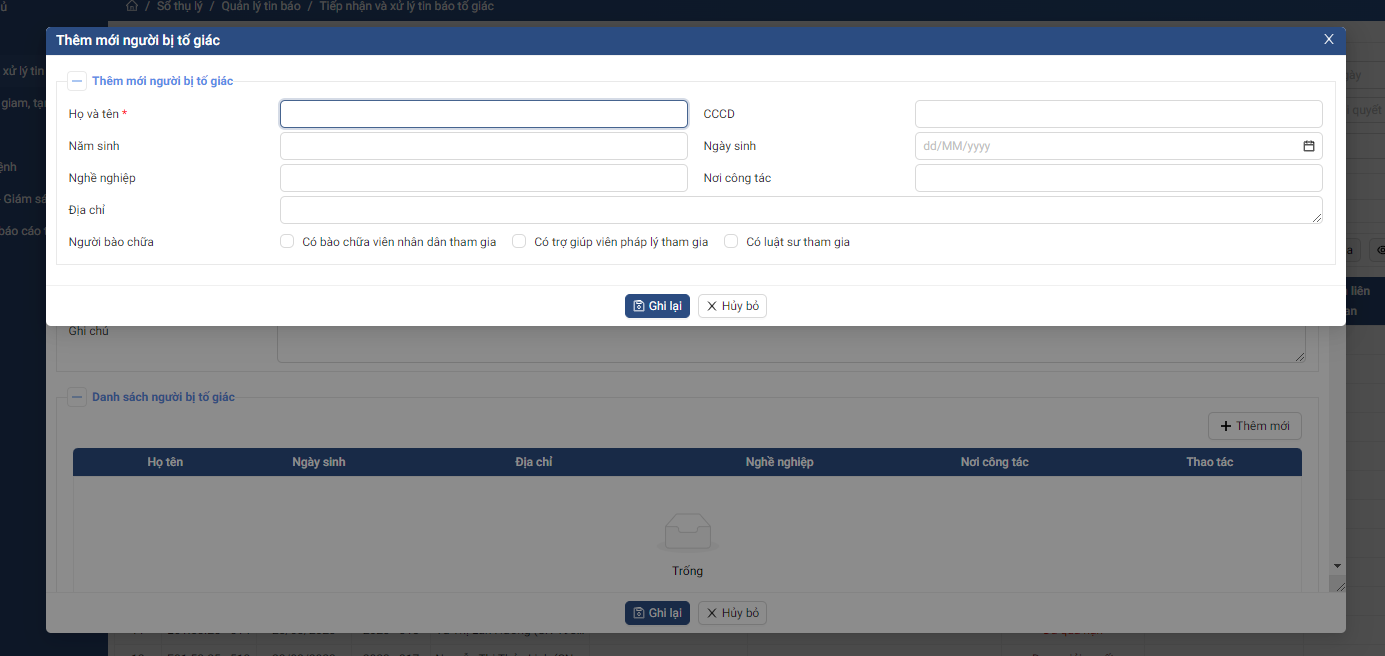 / Sổ thụ lý / Quản lý tin báo / Tiếp nhận và xử lý tin báo tố giác
Thêm mới người bị tố giác X
xử lý tin
giam, tạ
ệnh
Giám sá
báo cáo t
Thêm mới người bị tố giác
Họ và tên *
CCCD
Năm sinh
Ngày sinh
dd/MM/yyyy
Nghề nghiệp
Nơi công tác
Địa chỉ
Người bào chữa
Có bào chữa viên nhân dân tham gia
Có trợ giúp viên pháp lý tham gia
Có luật sư tham gia
Ghi lại
Hủy bỏ
quyết
liên
an
Ghi chú
Danh sách người bị tố giác
+ Thêm mới
Họ tên Ngày sinh Địa chỉ Nghề nghiệp Nơi công tác Thao tác
Trống
Ghi lại
Hủy bỏ